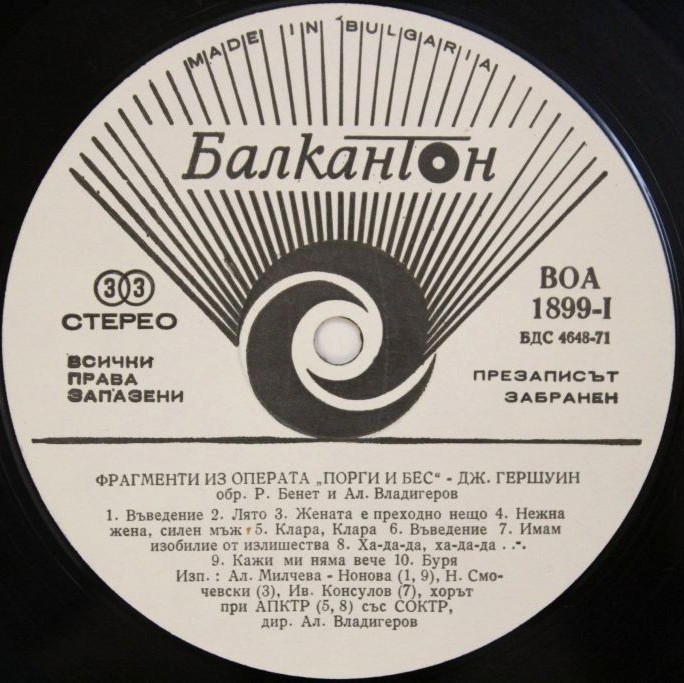 MADE IN BULGARIA
Балкантон
33
СТЕРЕО
ВСИЧКИ
ПРАВА
ЗАПАЗЕНИ
ВОА
1899-I
БДС 4648-71
ПРЕЗАПИСЪТ
ЗАБРАНЕН
ФРАГМЕНТИ ИЗ ОПЕРАТА „ПОРГИ И БЕС“ - ДЖ. ГЕРШУИН
обр. Р. Бенет и Ал. Владигеров
1. Въведение 2. Лято 3. Жената е преходно нещо 4. Нежна
жена, силен мъж 5. Клара, Клара 6. Въведение 7. Имам
изобилие от излишества 8. Ха-да-да, ха-да-да . . .
9. Кажи ми няма вече 10. Буря
Изп. : Ал. Милчева - Нонова (1, 9), Н. Смо-
чевски (3), Ив. Консулов (7), хорът
при АПКТР (5, 8) със СОКТР,
дир. Ал. Владигеров